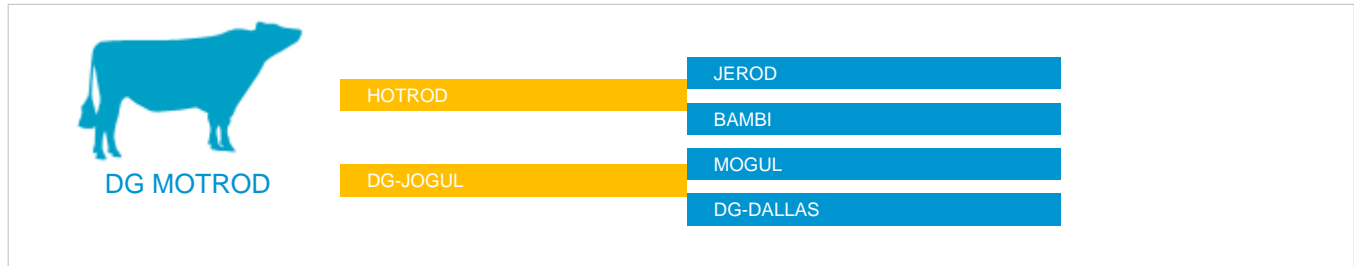 DG MOTROD
HOTROD
DG-JOGUL
JEROD
BAMBI
MOGUL
DG-DALLAS